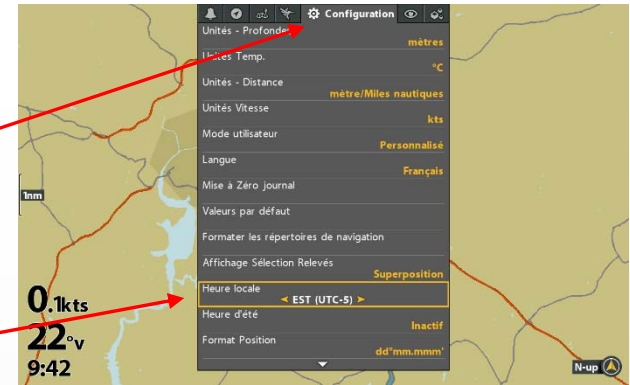 Configuration
Unités - Profondeur
mètres
Unités Temp.
°C
Unités - Distance
mètre/Miles nautiques
Unités Vitesse
kts
Mode utilisateur
Personnalisé
Langue
Français
Mise à Zéro journal
Valeurs par défaut
Formater les répertoires de navigation
Affichage Sélection Relevés
Superposition
Heure locale
EST (UTC-5)
Heure d'été
Inactif
Format Position
dd°mm.mmm'
1nm
0.1kts
22°v
9:42
N-up